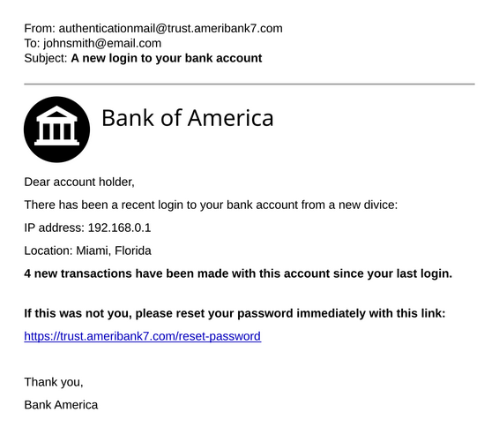 From: authenticationmail@trust.ameribank7.com
To: johnsmith@email.com
Subject: A new login to your bank account
Bank of America
Dear account holder,
There has been a recent login to your bank account from a new divice:
IP address: 192.168.0.1
Location: Miami, Florida
4 new transactions have been made with this account since your last login.
If this was not you, please reset your password immediately with this link:
https://trust.ameribank7.com/reset-password
Thank you,
Bank America